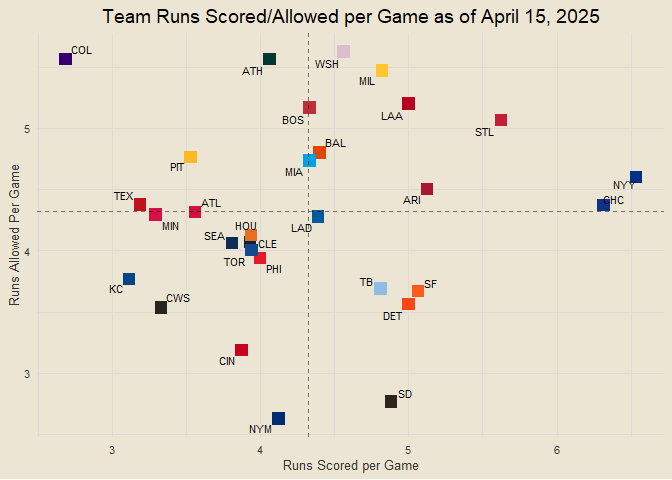 Team Runs Scored/Allowed per Game as of April 15, 2025
COL
ATH
WSH
MIL
LAA
BOS
STL
5
BAL
PIT
MIA
NYY
TEX
ATL
ARI
CHC
MIN
HOU
LAD
SEA
CLE
4
TOR
PHI
KC
CWS
TB
SF
DET
CIN
3
SD
NYM
Runs Allowed Per Game
3
4
5
6
Runs Scored per Game